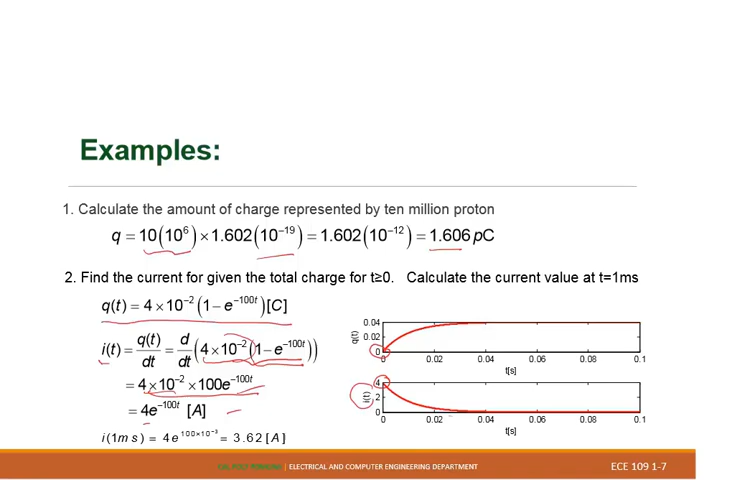 Examples:
1. Calculate the amount of charge represented by ten million proton
q = 10(10⁶) × 1.602(10⁻¹⁹) = 1.602(10⁻¹²) = 1.606 pC
2. Find the current for given the total charge for t≥0. Calculate the current value at t=1ms
q(t) = 4 × 10⁻² (1 − e⁻¹⁰⁰ᵗ) [C]
i(t) = q(t)/dt = d/dt (4 × 10⁻² (1 − e⁻¹⁰⁰ᵗ))
= 4 × 10⁻² × 100e⁻¹⁰⁰ᵗ
= 4e⁻¹⁰⁰ᵗ [A]
i(1ms) = 4e^(100×10⁻³) = 3.62[A]
q(t)
0.04
0.02
0
0 0.02 0.04 0.06 0.08 0.1
t[s]
i(t)
4
2
0
0 0.02 0.04 0.06 0.08 0.1
t[s]
CAL POLY POMONA | ELECTRICAL AND COMPUTER ENGINEERING DEPARTMENT
ECE 109 1-7